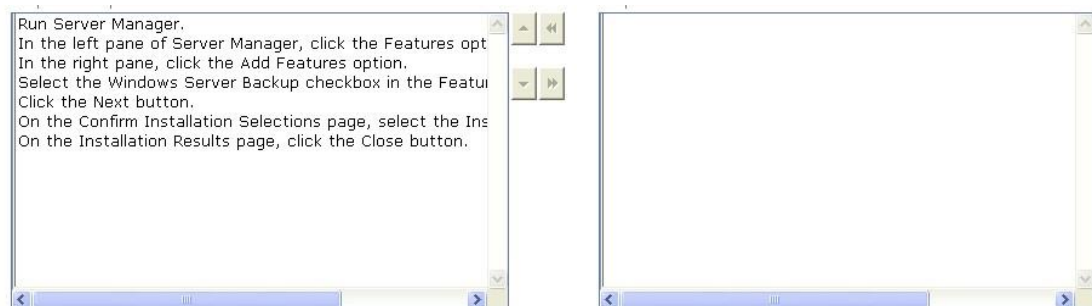 Run Server Manager.
In the left pane of Server Manager, click the Features opt
In the right pane, click the Add Features option.
Select the Windows Server Backup checkbox in the Featur
Click the Next button.
On the Confirm Installation Selections page, select the Ins
On the Installation Results page, click the Close button.